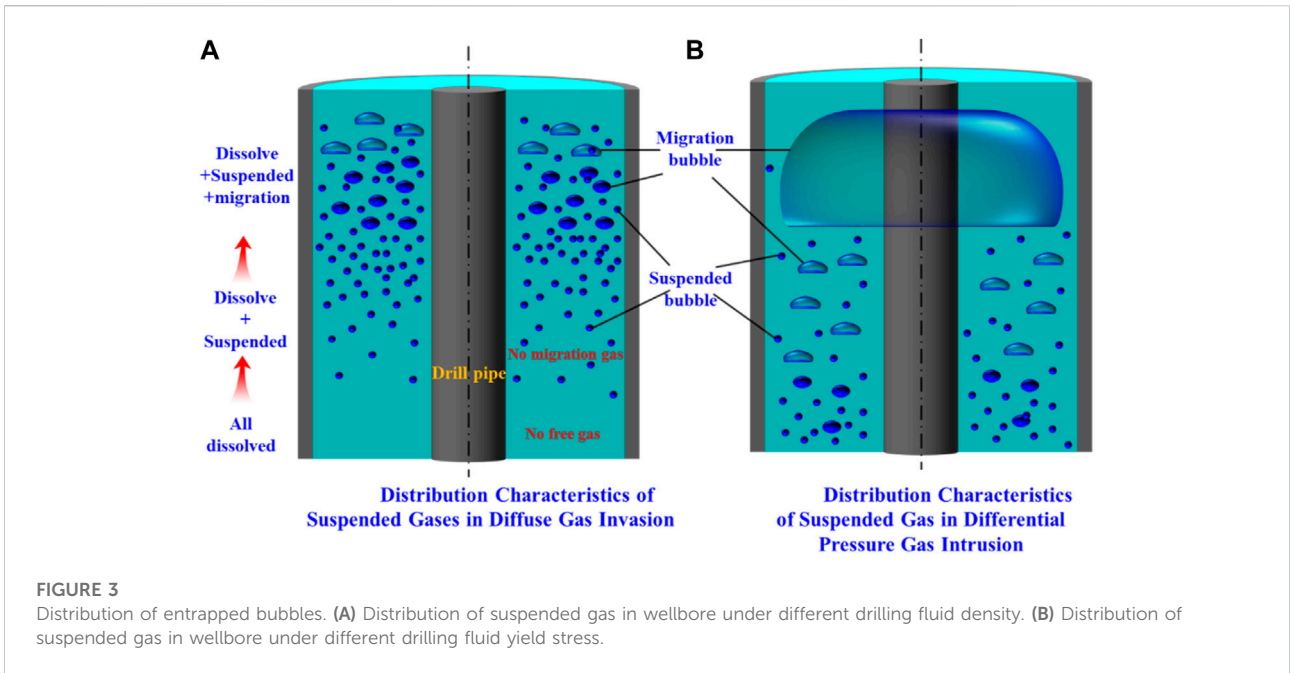 A
B
Dissolve
+Suspended
+migration
Dissolve
+
Suspended
All
dissolved
Drill pipe
No migration gas
No free gas
Migration
bubble
Suspended
bubble
Distribution Characteristics of
Suspended Gases in Diffuse Gas Invasion
Distribution Characteristics
of Suspended Gas in Differential
Pressure Gas Intrusion
FIGURE 3
Distribution of entrapped bubbles. (A) Distribution of suspended gas in wellbore under different drilling fluid density. (B) Distribution of
suspended gas in wellbore under different drilling fluid yield stress.